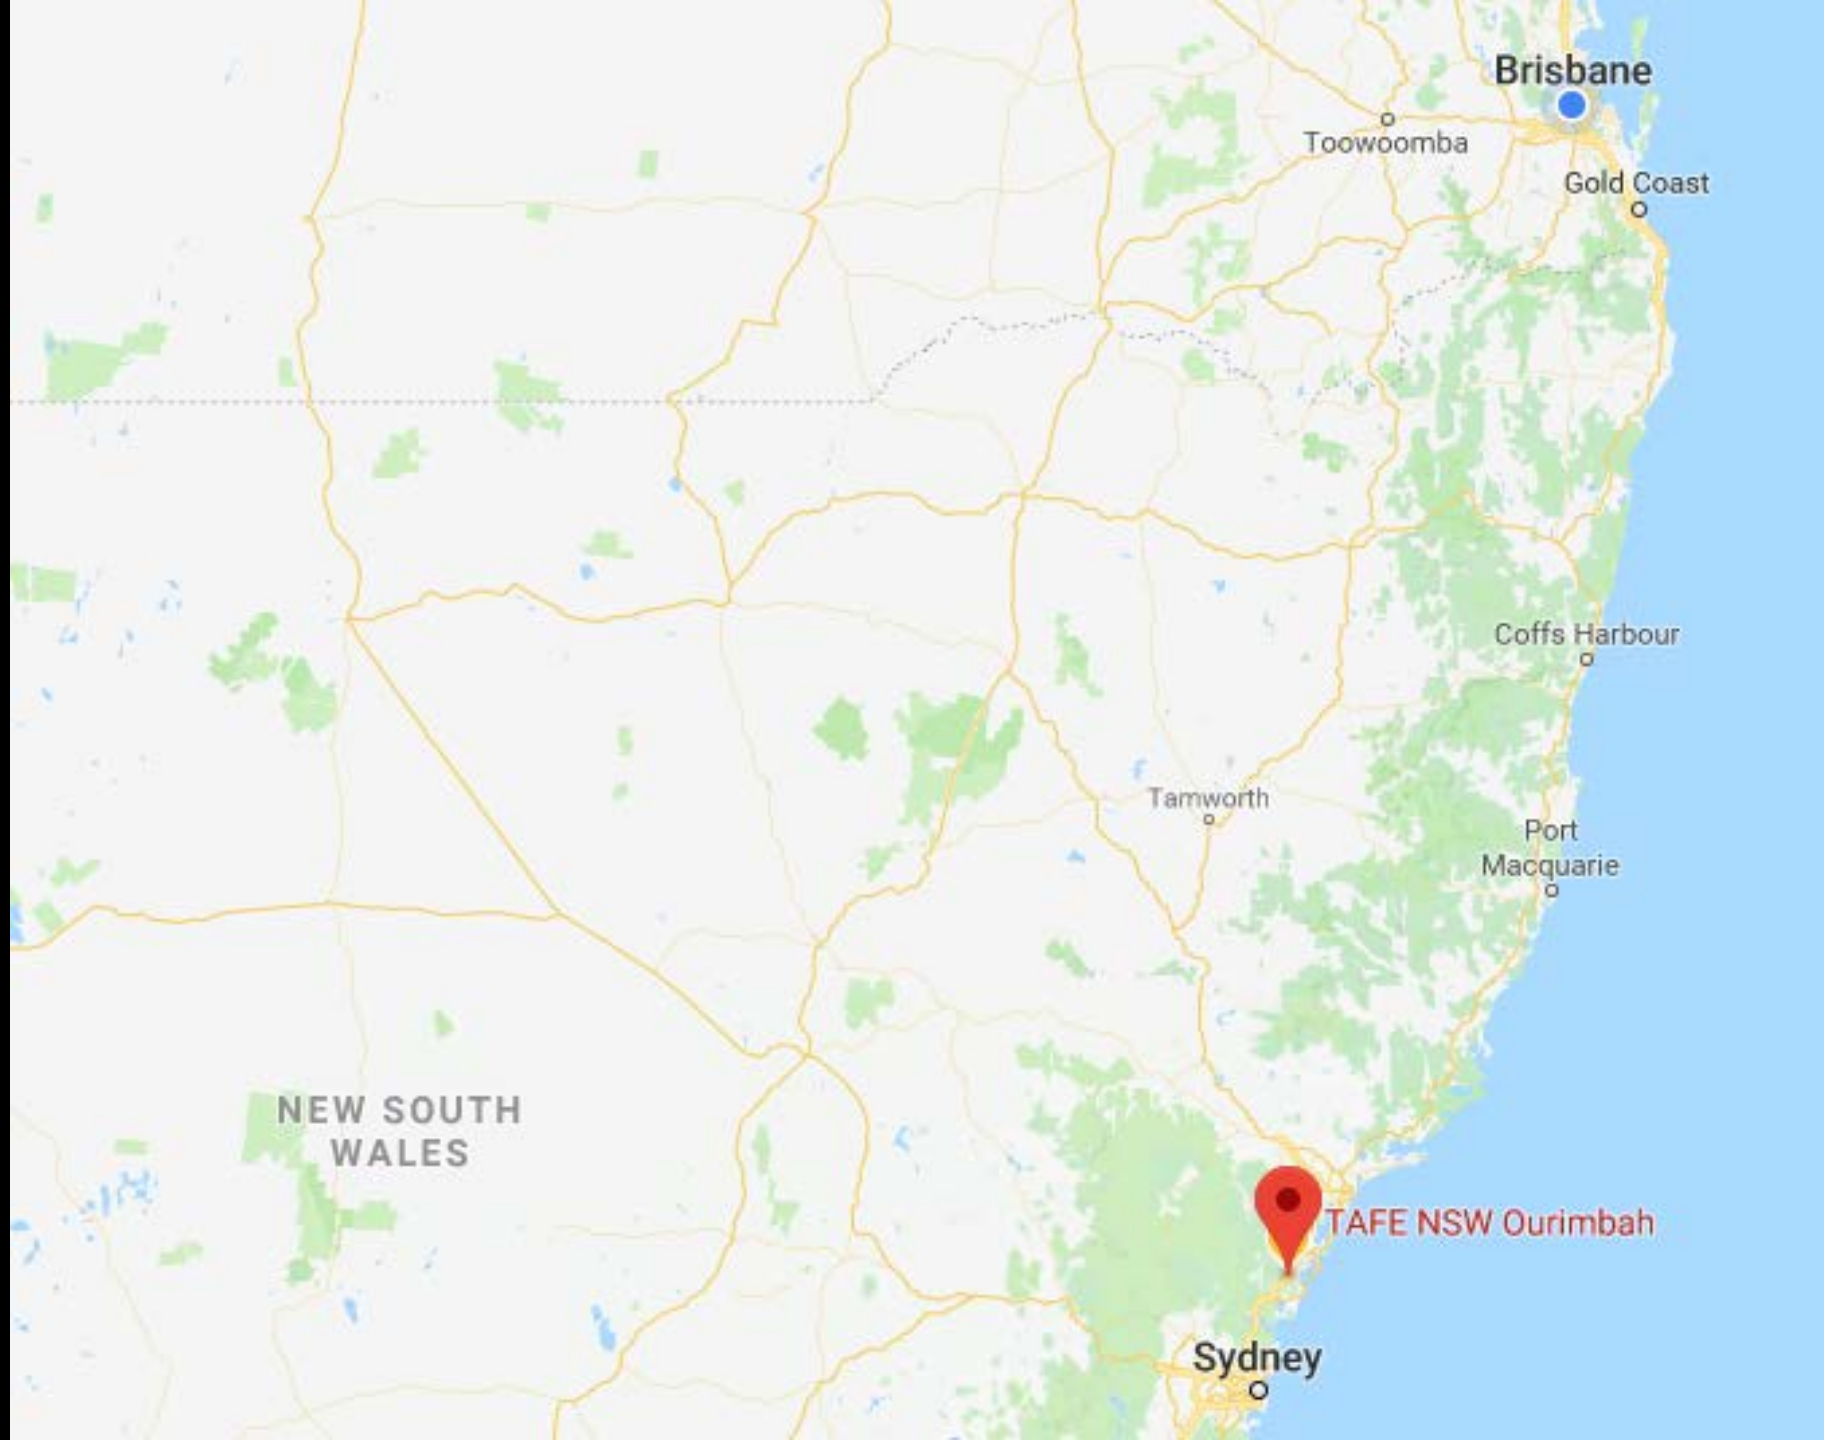 Brisbane
Toowoomba
Gold Coast
Coffs Harbour
Tamworth
Port
Macquarie
NEW SOUTH
WALES
TAFE NSW Ourimbah
Sydney